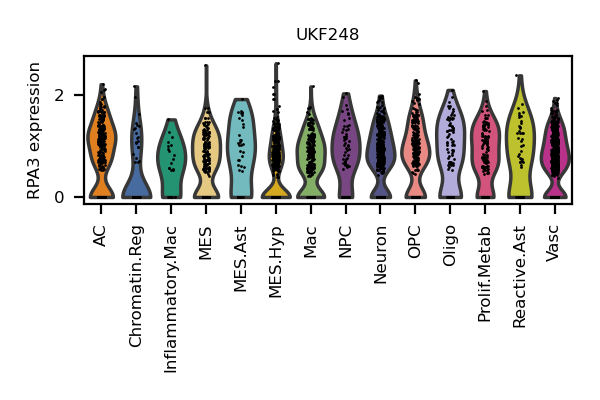 UKF248
RPA3 expression
2
0
AC
Chromatin.Reg
Inflammatory.Mac
MES
MES.Ast
MES.Hyp
Mac
NPC
Neuron
OPC
Oligo
Prolif.Metab
Reactive.Ast
Vasc